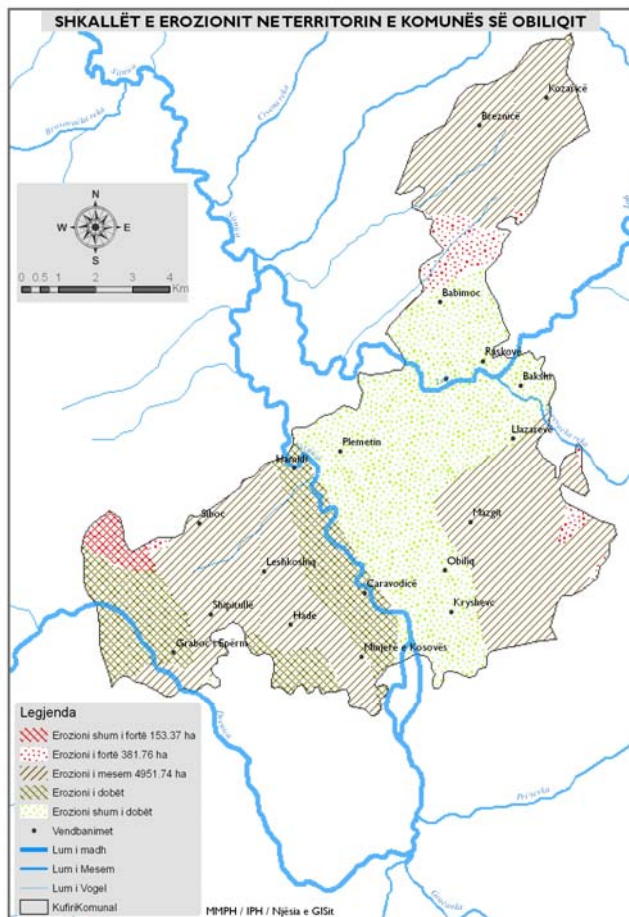 SHKALLËT E EROZIONIT NE TERRITORIN E KOMUNËS SË OBILIQIT
Kozaricë
Breznicë
N
W E
S
0 0.5 1 2 3 4
Km
Sitnica
Babimoc
Raskovë
Bakshi
Llazarevë
Plemetin
Hamidi
Siboc
Mazgit
Leshkoshiq
Obiliq
Caravodicë
Shipitullë
Hade
Kryshevc
Graboc i Epërm
Minjerë e Kosovës
Drenica
Prištevka
Legjenda
Erozioni shum i fortë 153.37 ha
Erozioni i fortë 381.76 ha
Erozioni i mesem 4951.74 ha
Erozioni i dobët
Erozioni shum i dobët
Vendbanimet
Lum i madh
Lum i Mesem
Lum i Vogel
KufiriKomunal
MMPH / IPH / Njësia e GISit